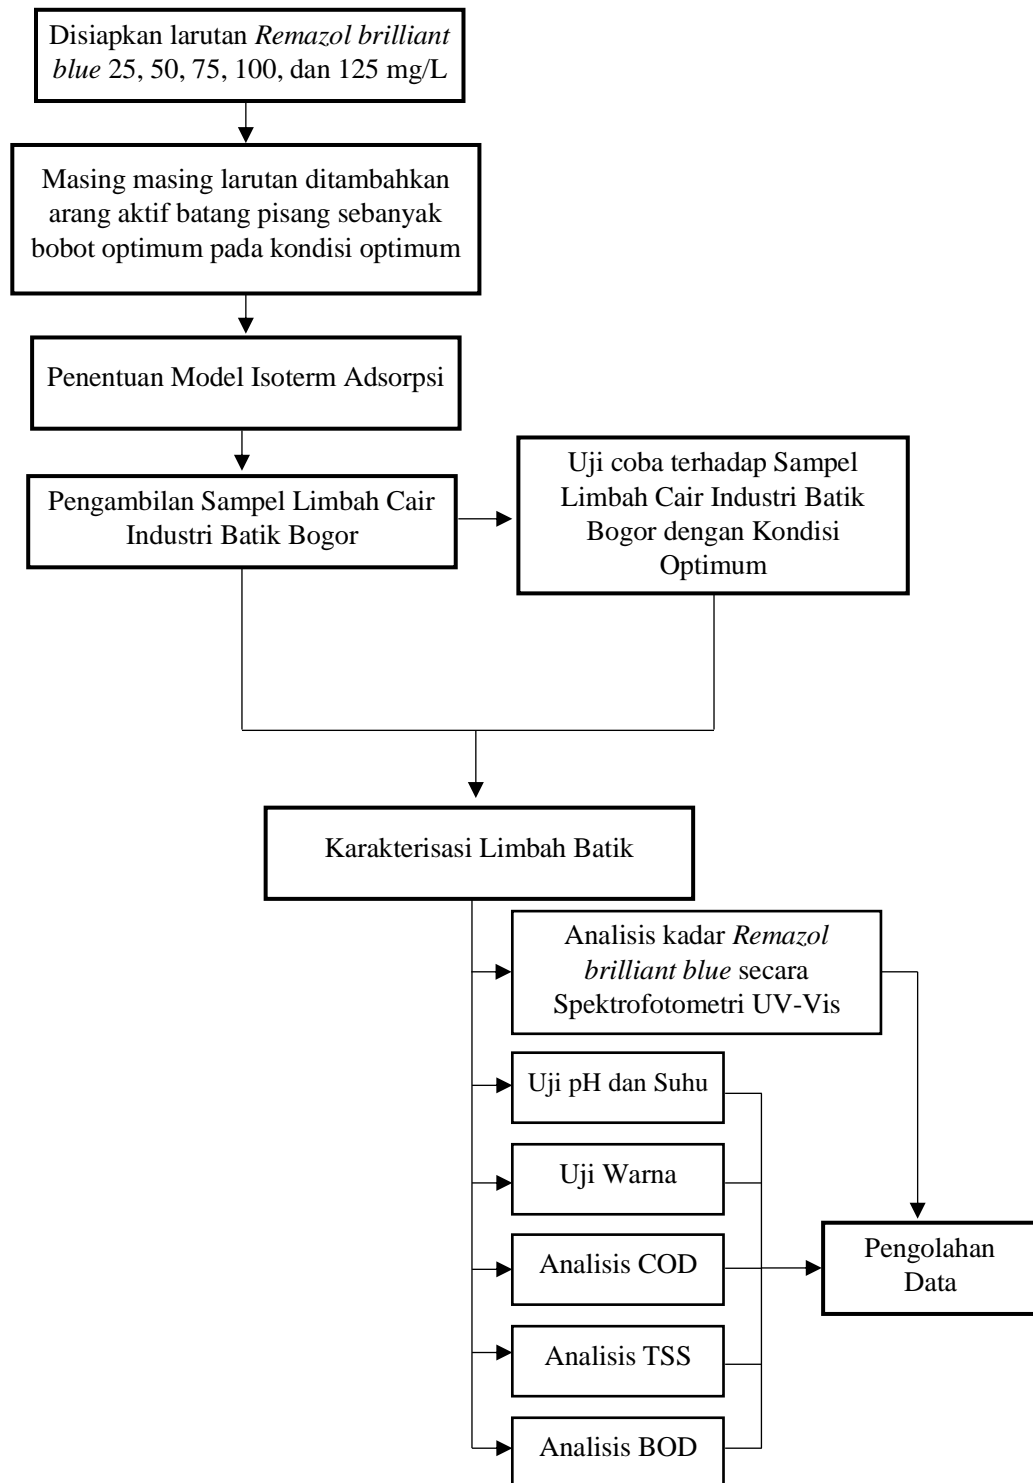 Disiapkan larutan Remazol brilliant
blue 25, 50, 75, 100, dan 125 mg/L
Masing masing larutan ditambahkan
arang aktif batang pisang sebanyak
bobot optimum pada kondisi optimum
Penentuan Model Isoterm Adsorpsi
Pengambilan Sampel Limbah Cair
Industri Batik Bogor
Uji coba terhadap Sampel
Limbah Cair Industri Batik
Bogor dengan Kondisi
Optimum
Karakterisasi Limbah Batik
Analisis kadar Remazol
brilliant blue secara
Spektrofotometri UV-Vis
Uji pH dan Suhu
Uji Warna
Analisis COD
Analisis TSS
Analisis BOD
Pengolahan
Data